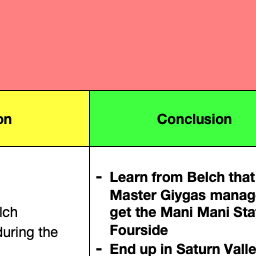 on
Conclusion
lch
during the
- Learn from Belch that
Master Giygas manag
get the Mani Mani Sta
Fourside
- End up in Saturn Valle